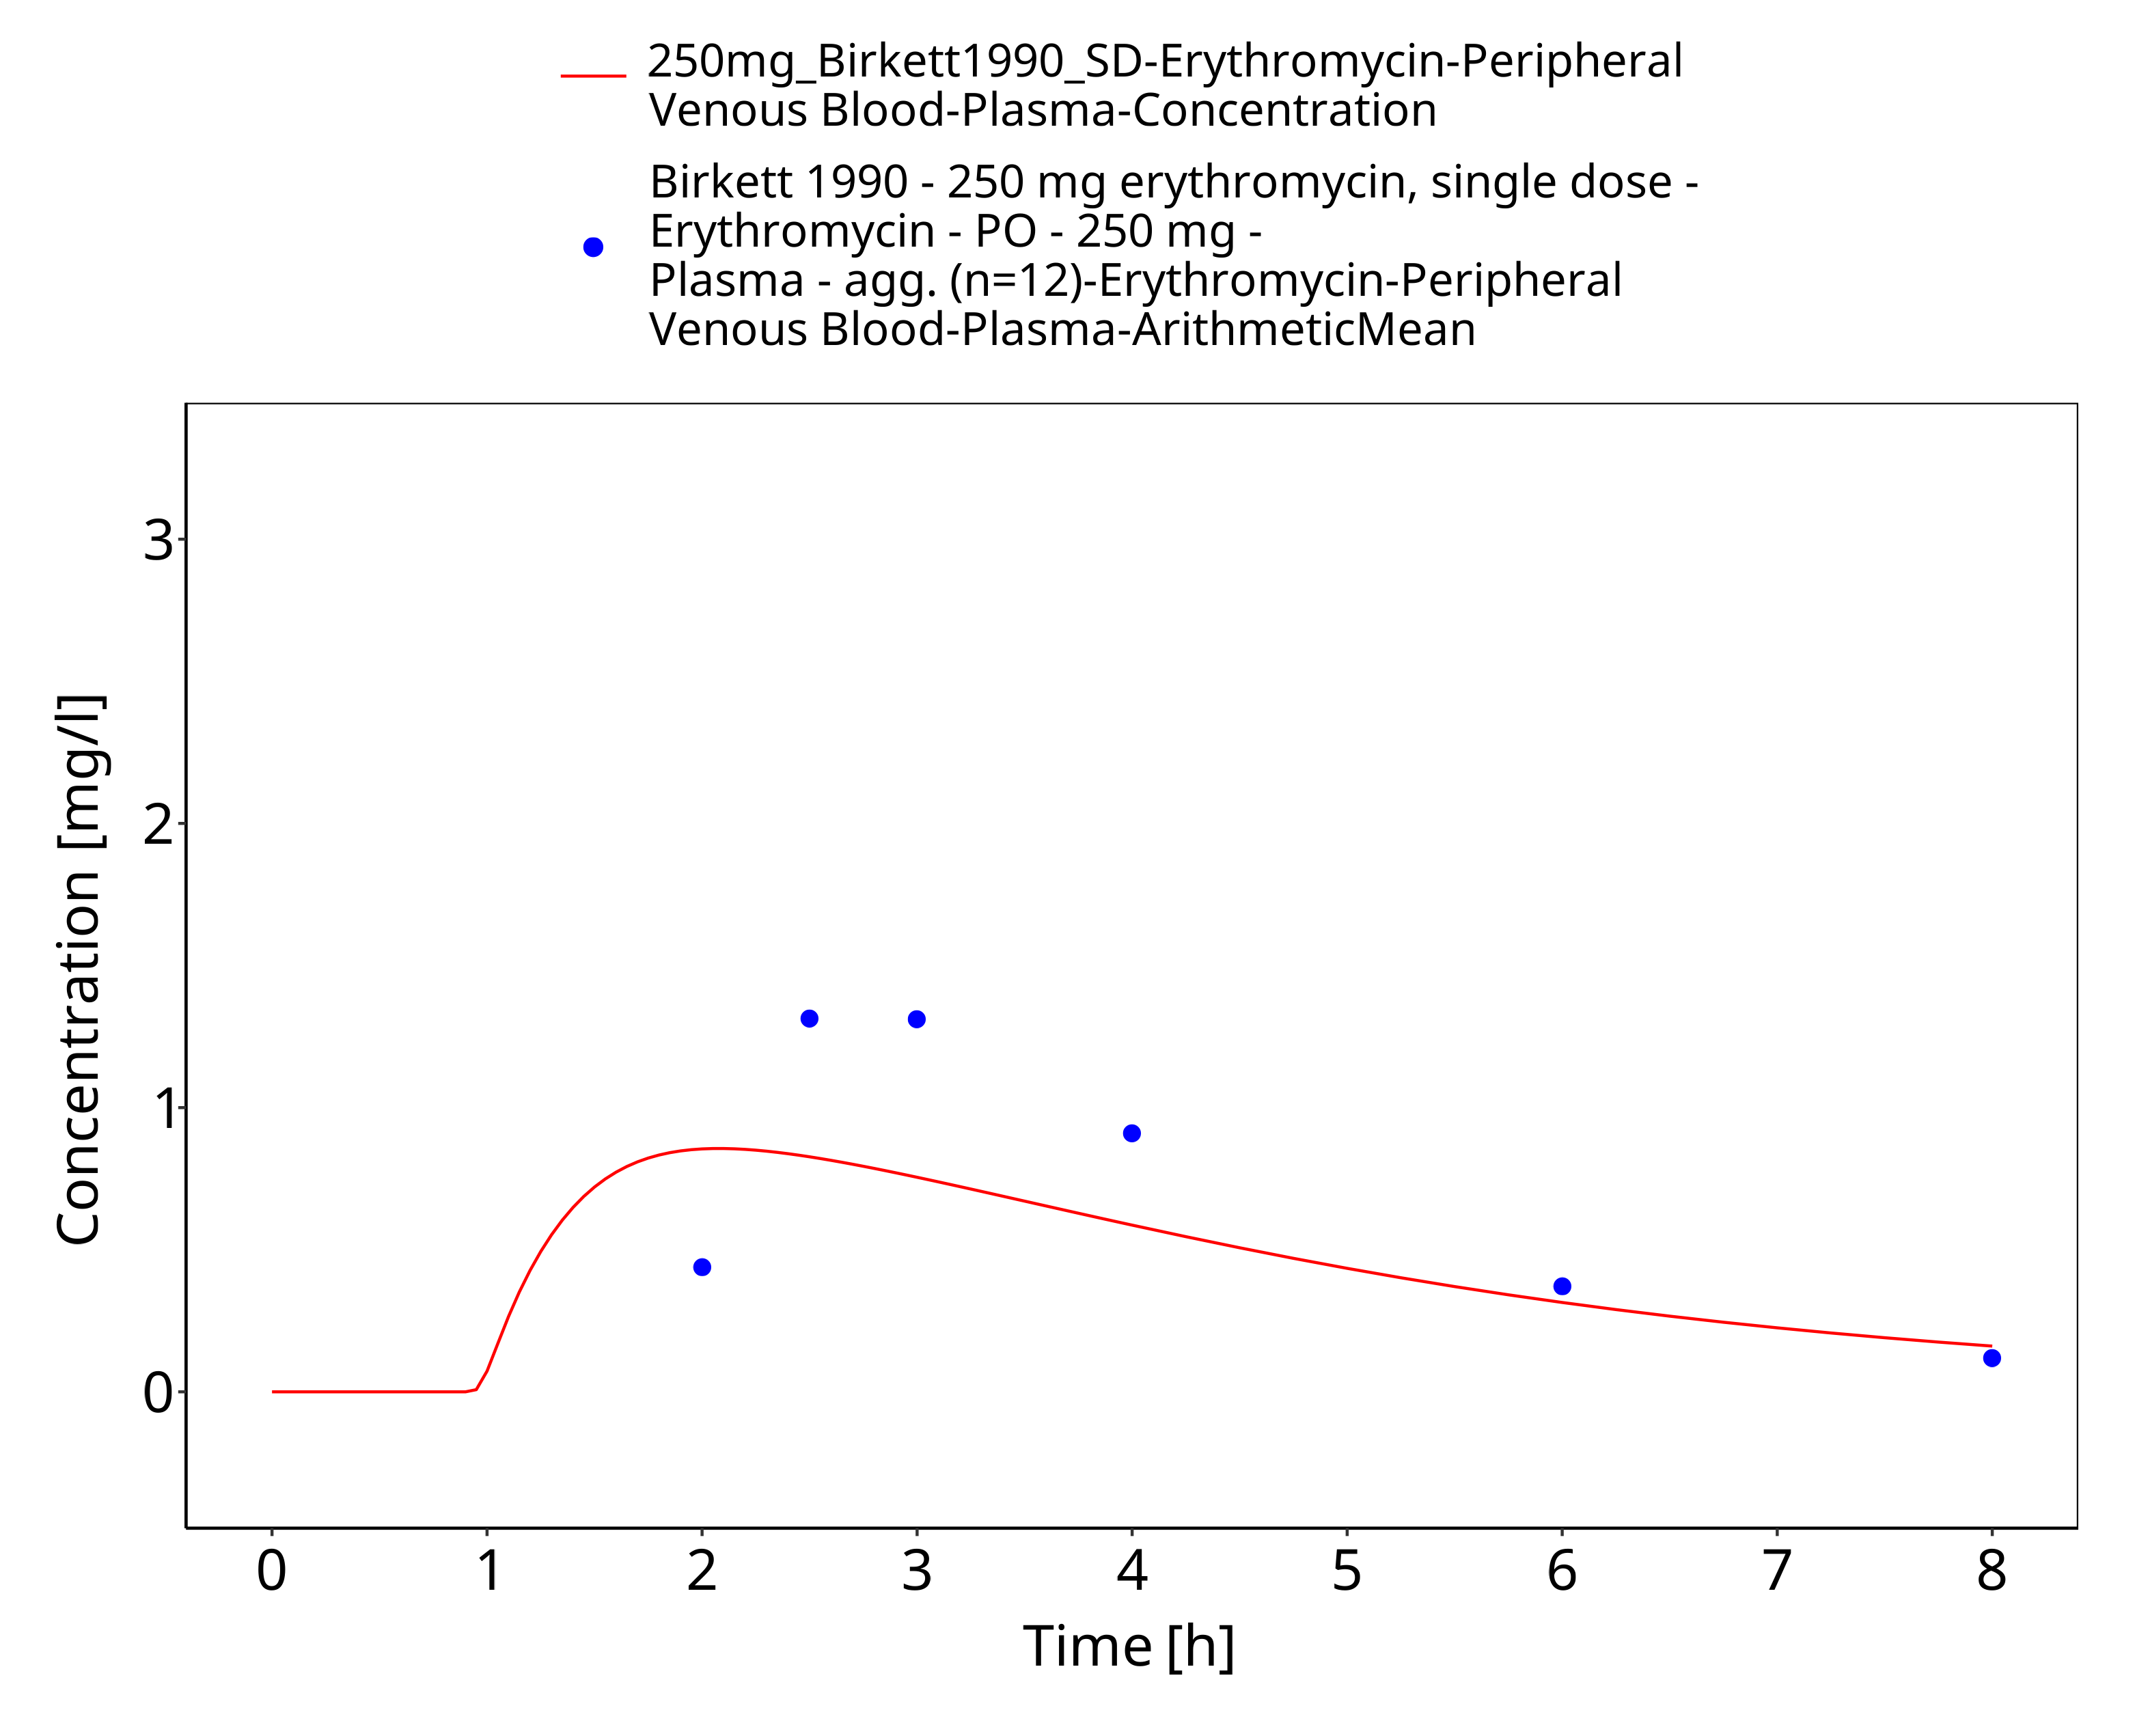 250mg_Birkett1990_SD-Erythromycin-Peripheral
Venous Blood-Plasma-Concentration
Birkett 1990 - 250 mg erythromycin, single dose -
Erythromycin - PO - 250 mg -
Plasma - agg. (n=12)-Erythromycin-Peripheral
Venous Blood-Plasma-ArithmeticMean
Concentration [mg/l]
3
2
1
0
0 1 2 3 4 5 6 7 8
Time [h]